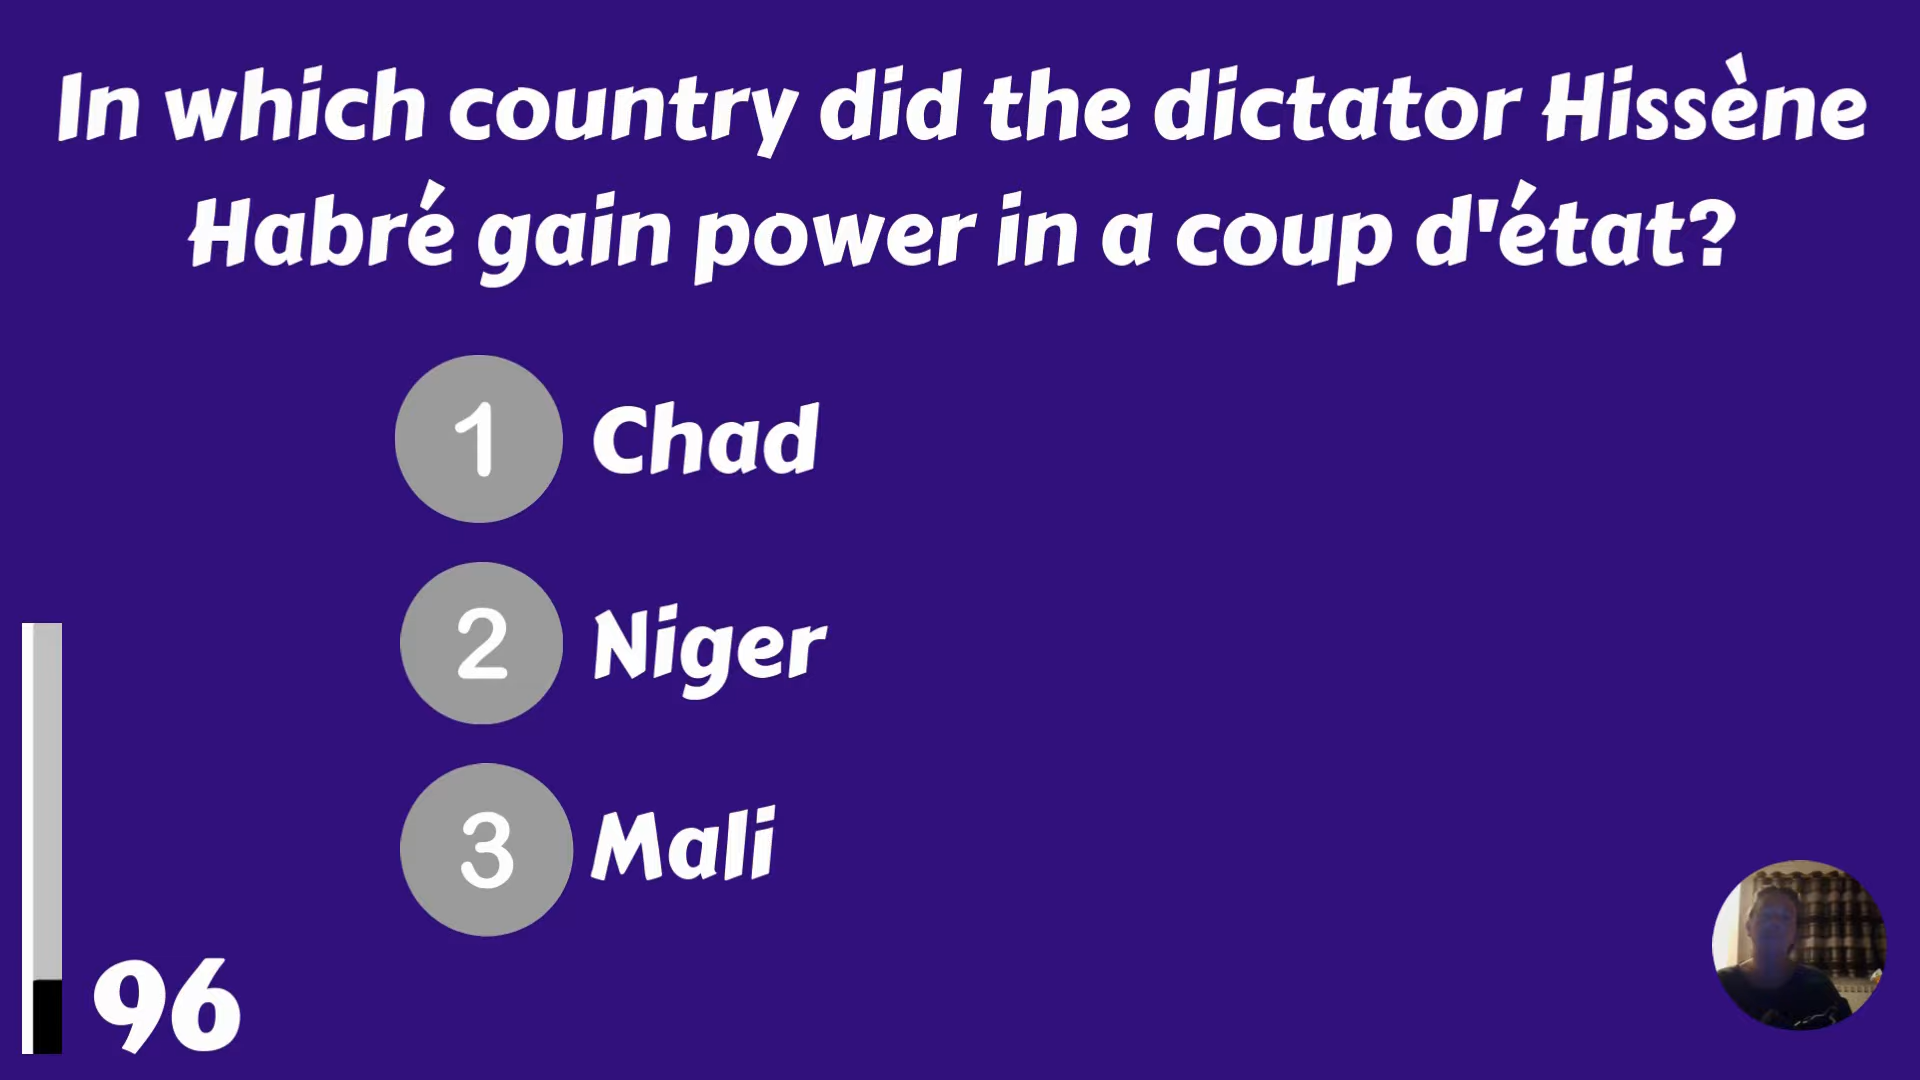 In which country did the dictator Hissène
Habré gain power in a coup d'état?
1 Chad
2 Niger
3 Mali
96